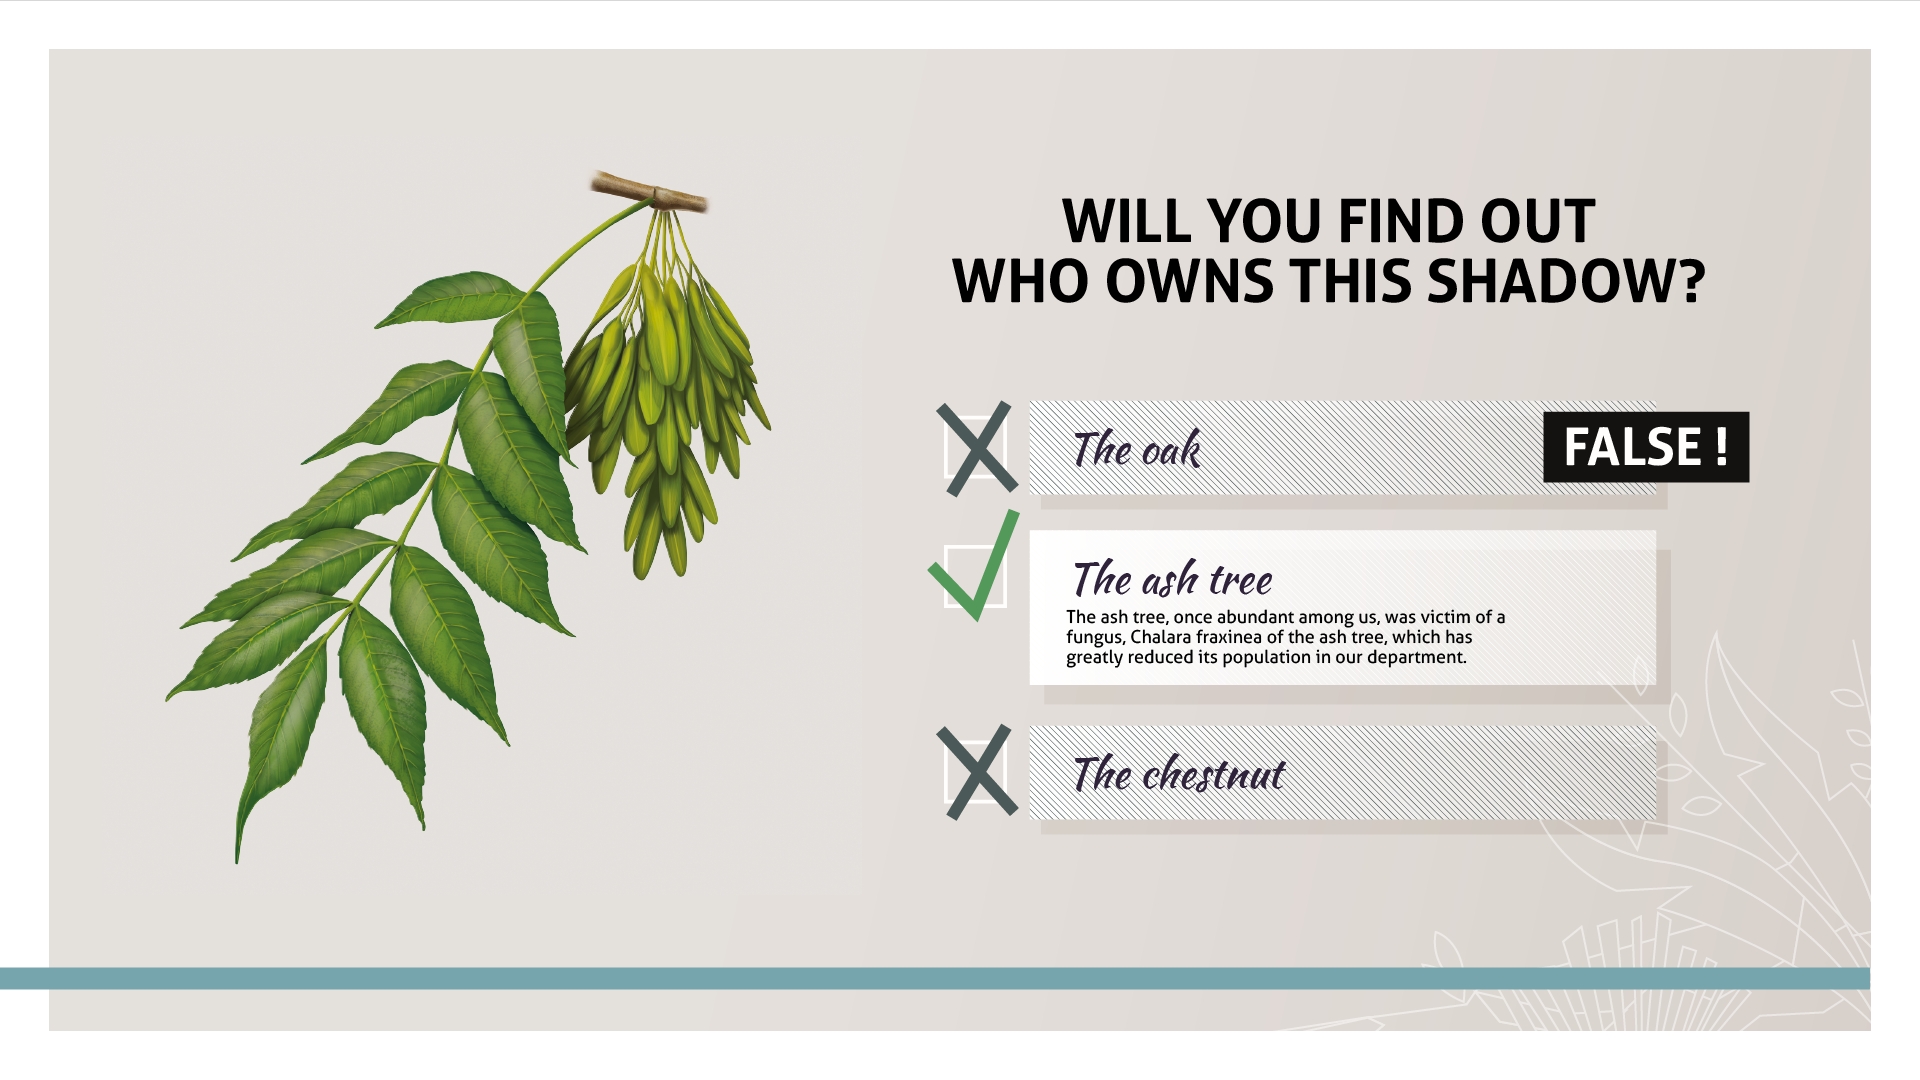 WILL YOU FIND OUT
WHO OWNS THIS SHADOW?
The oak
FALSE !
The ash tree
The ash tree, once abundant among us, was victim of a
fungus, Chalara fraxinea of the ash tree, which has
greatly reduced its population in our department.
The chestnut